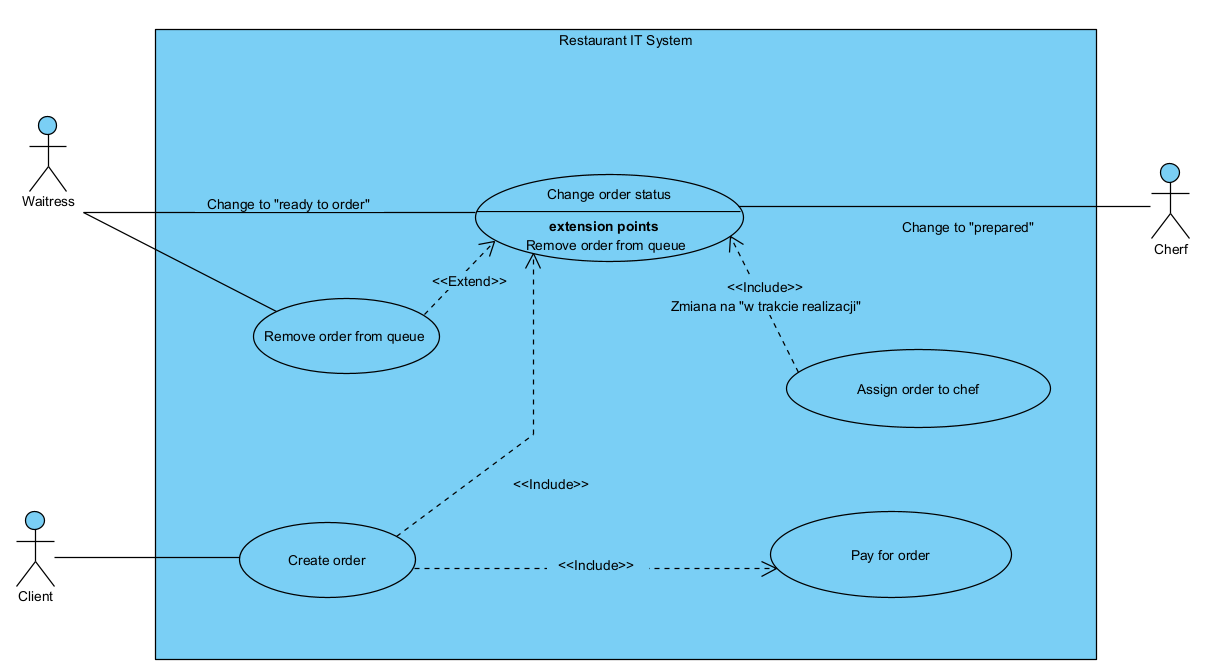 Restaurant IT System
Waitress
Change to "ready to order"
Change order status
extension points
Remove order from queue
Change to "prepared"
Cherf
<<Extend>>
<<Include>>
Zmiana na "w trakcie realizacji"
Remove order from queue
Assign order to chef
<<Include>>
Create order
<<Include>>
Pay for order
Client